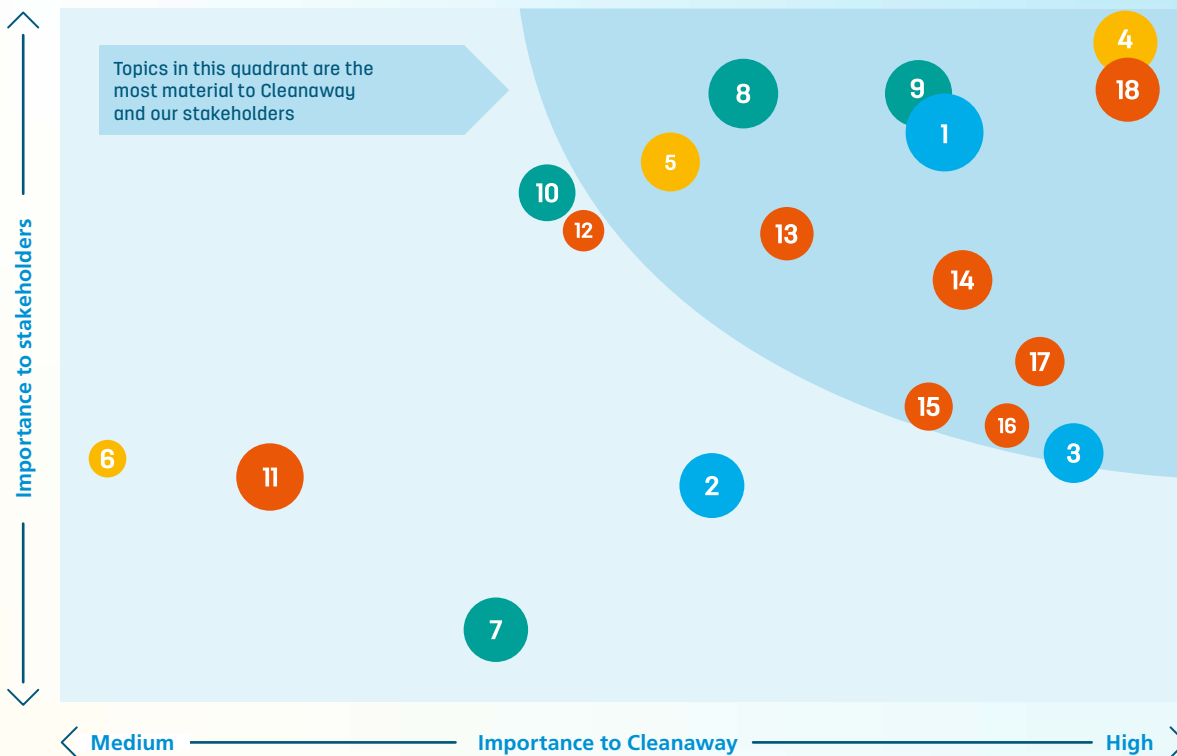 Topics in this quadrant are the
most material to Cleanaway
and our stakeholders
4
18
8
9
1
5
10
12
13
14
17
15
16
3
6
11
2
7
Importance to stakeholders
Medium
Importance to Cleanaway
High